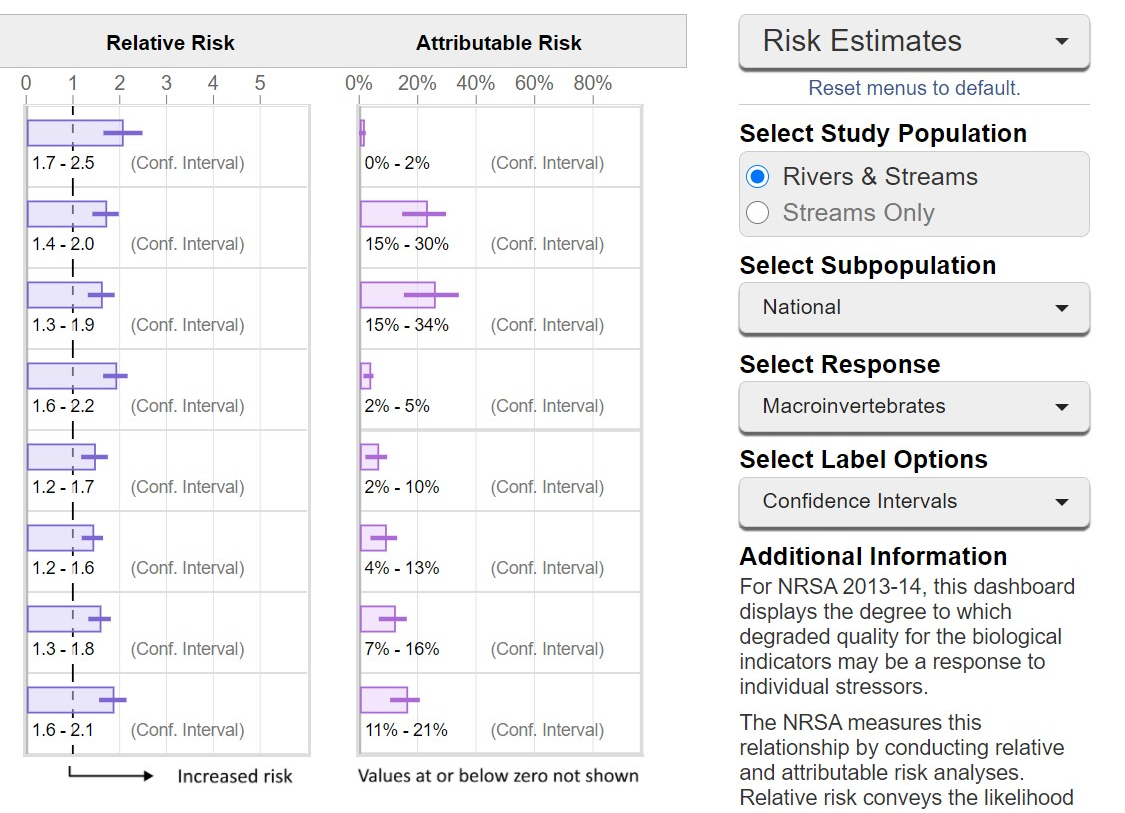 Relative Risk
Attributable Risk
0 1 2 3 4 5
0% 20% 40% 60% 80%
1.7 - 2.5 (Conf. Interval)
0% - 2% (Conf. Interval)
1.4 - 2.0 (Conf. Interval)
15% - 30% (Conf. Interval)
1.3 - 1.9 (Conf. Interval)
15% - 34% (Conf. Interval)
1.6 - 2.2 (Conf. Interval)
2% - 5% (Conf. Interval)
1.2 - 1.7 (Conf. Interval)
2% - 10% (Conf. Interval)
1.2 - 1.6 (Conf. Interval)
4% - 13% (Conf. Interval)
1.3 - 1.8 (Conf. Interval)
7% - 16% (Conf. Interval)
1.6 - 2.1 (Conf. Interval)
11% - 21% (Conf. Interval)
Increased risk
Values at or below zero not shown
Risk Estimates
Reset menus to default.
Select Study Population
Rivers & Streams
Streams Only
Select Subpopulation
National
Select Response
Macroinvertebrates
Select Label Options
Confidence Intervals
Additional Information
For NRSA 2013-14, this dashboard
displays the degree to which
degraded quality for the biological
indicators may be a response to
individual stressors.
The NRSA measures this
relationship by conducting relative
and attributable risk analyses.
Relative risk conveys the likelihood